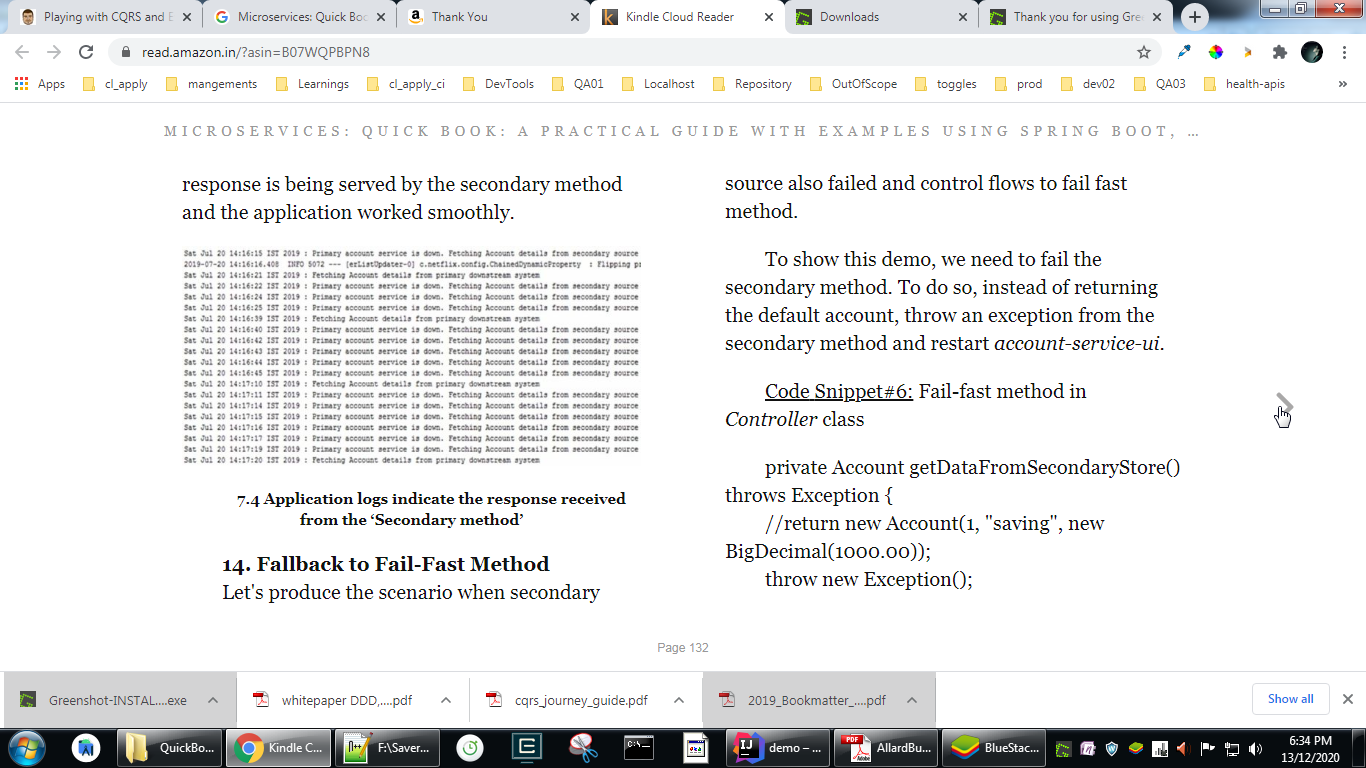 Playing with CQRS and E
Microservices: Quick Boo
Thank You
Kindle Cloud Reader
Downloads
Thank you for using Gre
read.amazon.in/?asin=B07WQPBPN8
Apps
cl_apply
mangements
Learnings
cl_apply_ci
DevTools
QA01
Localhost
Repository
OutOfScope
toggles
prod
dev02
QA03
health-apis
»
MICROSERVICES: QUICK BOOK: A PRACTICAL GUIDE WITH EXAMPLES USING SPRING BOOT, …
response is being served by the secondary method
and the application worked smoothly.
Sat Jul 20 14:16:15 IST 2019 : Primary account service is down. Fetching Account details from secondary source
2019-07-20 14:16:16.408 INFO 5072 --- [erListUpdater-0] c.netflix.config.ChainedDynamicProperty : Flipping pr
Sat Jul 20 14:16:21 IST 2019 : Fetching Account details from primary downstream system
Sat Jul 20 14:16:22 IST 2019 : Primary account service is down. Fetching Account details from secondary source
Sat Jul 20 14:16:24 IST 2019 : Primary account service is down. Fetching Account details from secondary source
Sat Jul 20 14:16:25 IST 2019 : Primary account service is down. Fetching Account details from secondary source
Sat Jul 20 14:16:39 IST 2019 : Fetching Account details from primary downstream system
Sat Jul 20 14:16:40 IST 2019 : Primary account service is down. Fetching Account details from secondary source
Sat Jul 20 14:16:42 IST 2019 : Primary account service is down. Fetching Account details from secondary source
Sat Jul 20 14:16:43 IST 2019 : Primary account service is down. Fetching Account details from secondary source
Sat Jul 20 14:16:44 IST 2019 : Primary account service is down. Fetching Account details from secondary source
Sat Jul 20 14:16:45 IST 2019 : Primary account service is down. Fetching Account details from secondary source
Sat Jul 20 14:17:10 IST 2019 : Fetching Account details from primary downstream system
Sat Jul 20 14:17:11 IST 2019 : Primary account service is down. Fetching Account details from secondary source
Sat Jul 20 14:17:14 IST 2019 : Primary account service is down. Fetching Account details from secondary source
Sat Jul 20 14:17:15 IST 2019 : Primary account service is down. Fetching Account details from secondary source
Sat Jul 20 14:17:16 IST 2019 : Primary account service is down. Fetching Account details from secondary source
Sat Jul 20 14:17:17 IST 2019 : Primary account service is down. Fetching Account details from secondary source
Sat Jul 20 14:17:19 IST 2019 : Primary account service is down. Fetching Account details from secondary source
Sat Jul 20 14:17:20 IST 2019 : Fetching Account details from primary downstream system
7.4 Application logs indicate the response received
from the ‘Secondary method’
14. Fallback to Fail-Fast Method
Let's produce the scenario when secondary
source also failed and control flows to fail fast
method.
To show this demo, we need to fail the
secondary method. To do so, instead of returning
the default account, throw an exception from the
secondary method and restart account-service-ui.
Code Snippet#6: Fail-fast method in
Controller class
private Account getDataFromSecondaryStore()
throws Exception {
//return new Account(1, "saving", new
BigDecimal(1000.00));
throw new Exception();
Page 132
Greenshot-INSTAL....exe
whitepaper DDD,....pdf
cqrs_journey_guide.pdf
2019_Bookmatter_....pdf
Show all
QuickBo...
Kindle C...
F:\Saver...
demo – ...
AllardBu...
BlueStac...
6:34 PM
13/12/2020